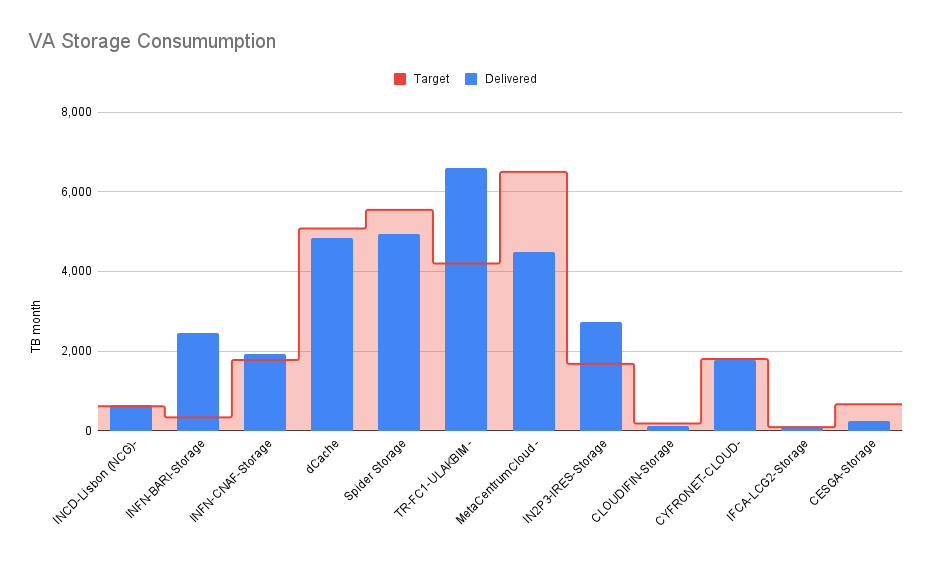 VA Storage Consumumption
Target
Delivered
8,000
6,000
4,000
2,000
0
TB month
INCD-Lisbon (NCG)-
INFN-BARI-Storage
INFN-CNAF-Storage
dCache
Spider Storage
TR-FC1-ULAKBIM -
MetaCentrumCloud -
IN2P3-IRES-Storage
CLOUDIFIN-Storage
CYFRONET-CLOUD-
IFCA-LCG2-Storage
CESGA-Storage